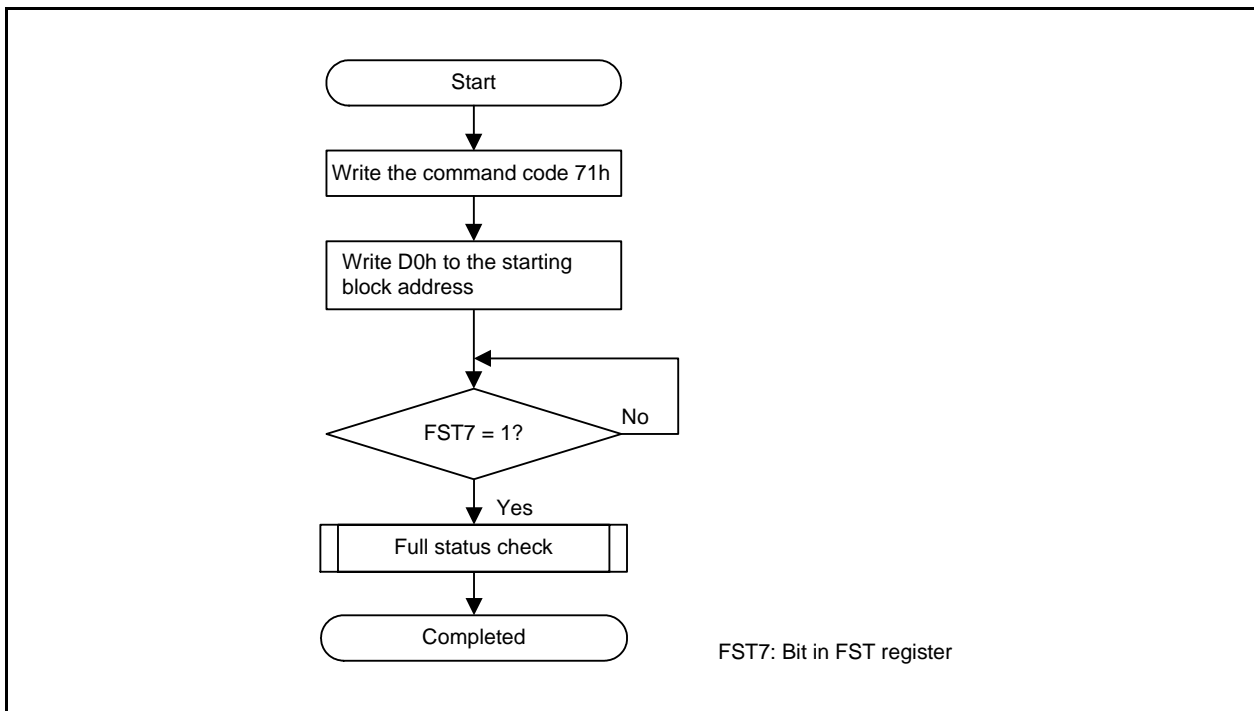 Start
Write the command code 71h
Write D0h to the starting
block address
FST7 = 1?
No
Yes
Full status check
Completed
FST7: Bit in FST register